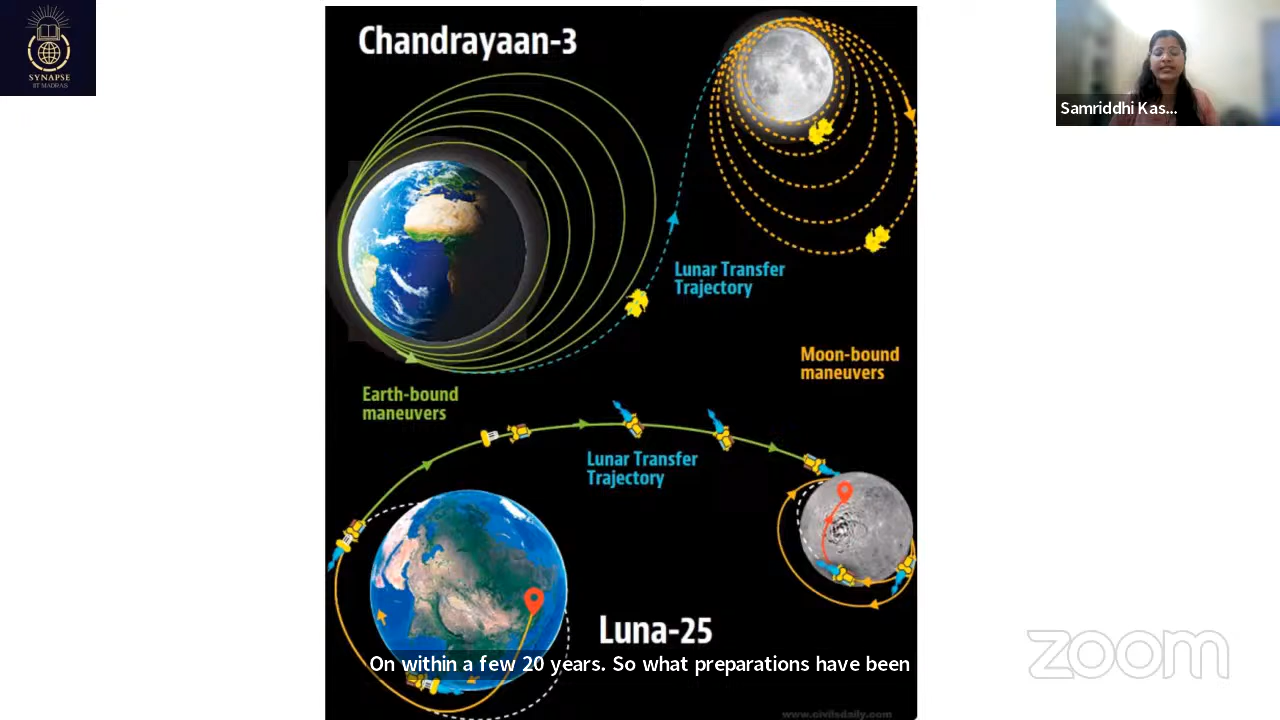 SYNAPSE
IIT MADRAS
Chandrayaan-3
Samriddhi Kas...
Lunar Transfer
Trajectory
Moon-bound
maneuvers
Earth-bound
maneuvers
Lunar Transfer
Trajectory
Luna-25
On within a few 20 years. So what preparations have been
zoom
www.civilsdaily.com